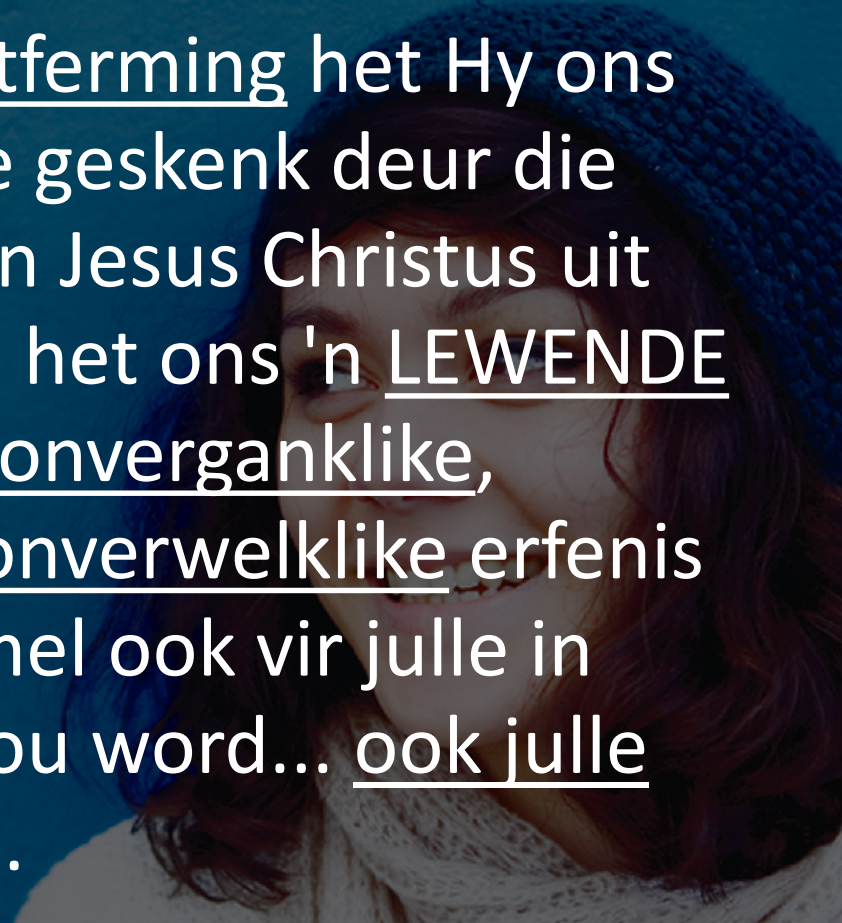 tferming het Hy ons
e geskenk deur die
n Jesus Christus uit
het ons 'n LEWENDE
onverganklike,
onverwelklike erfenis
mel ook vir julle in
ou word... ook julle
.